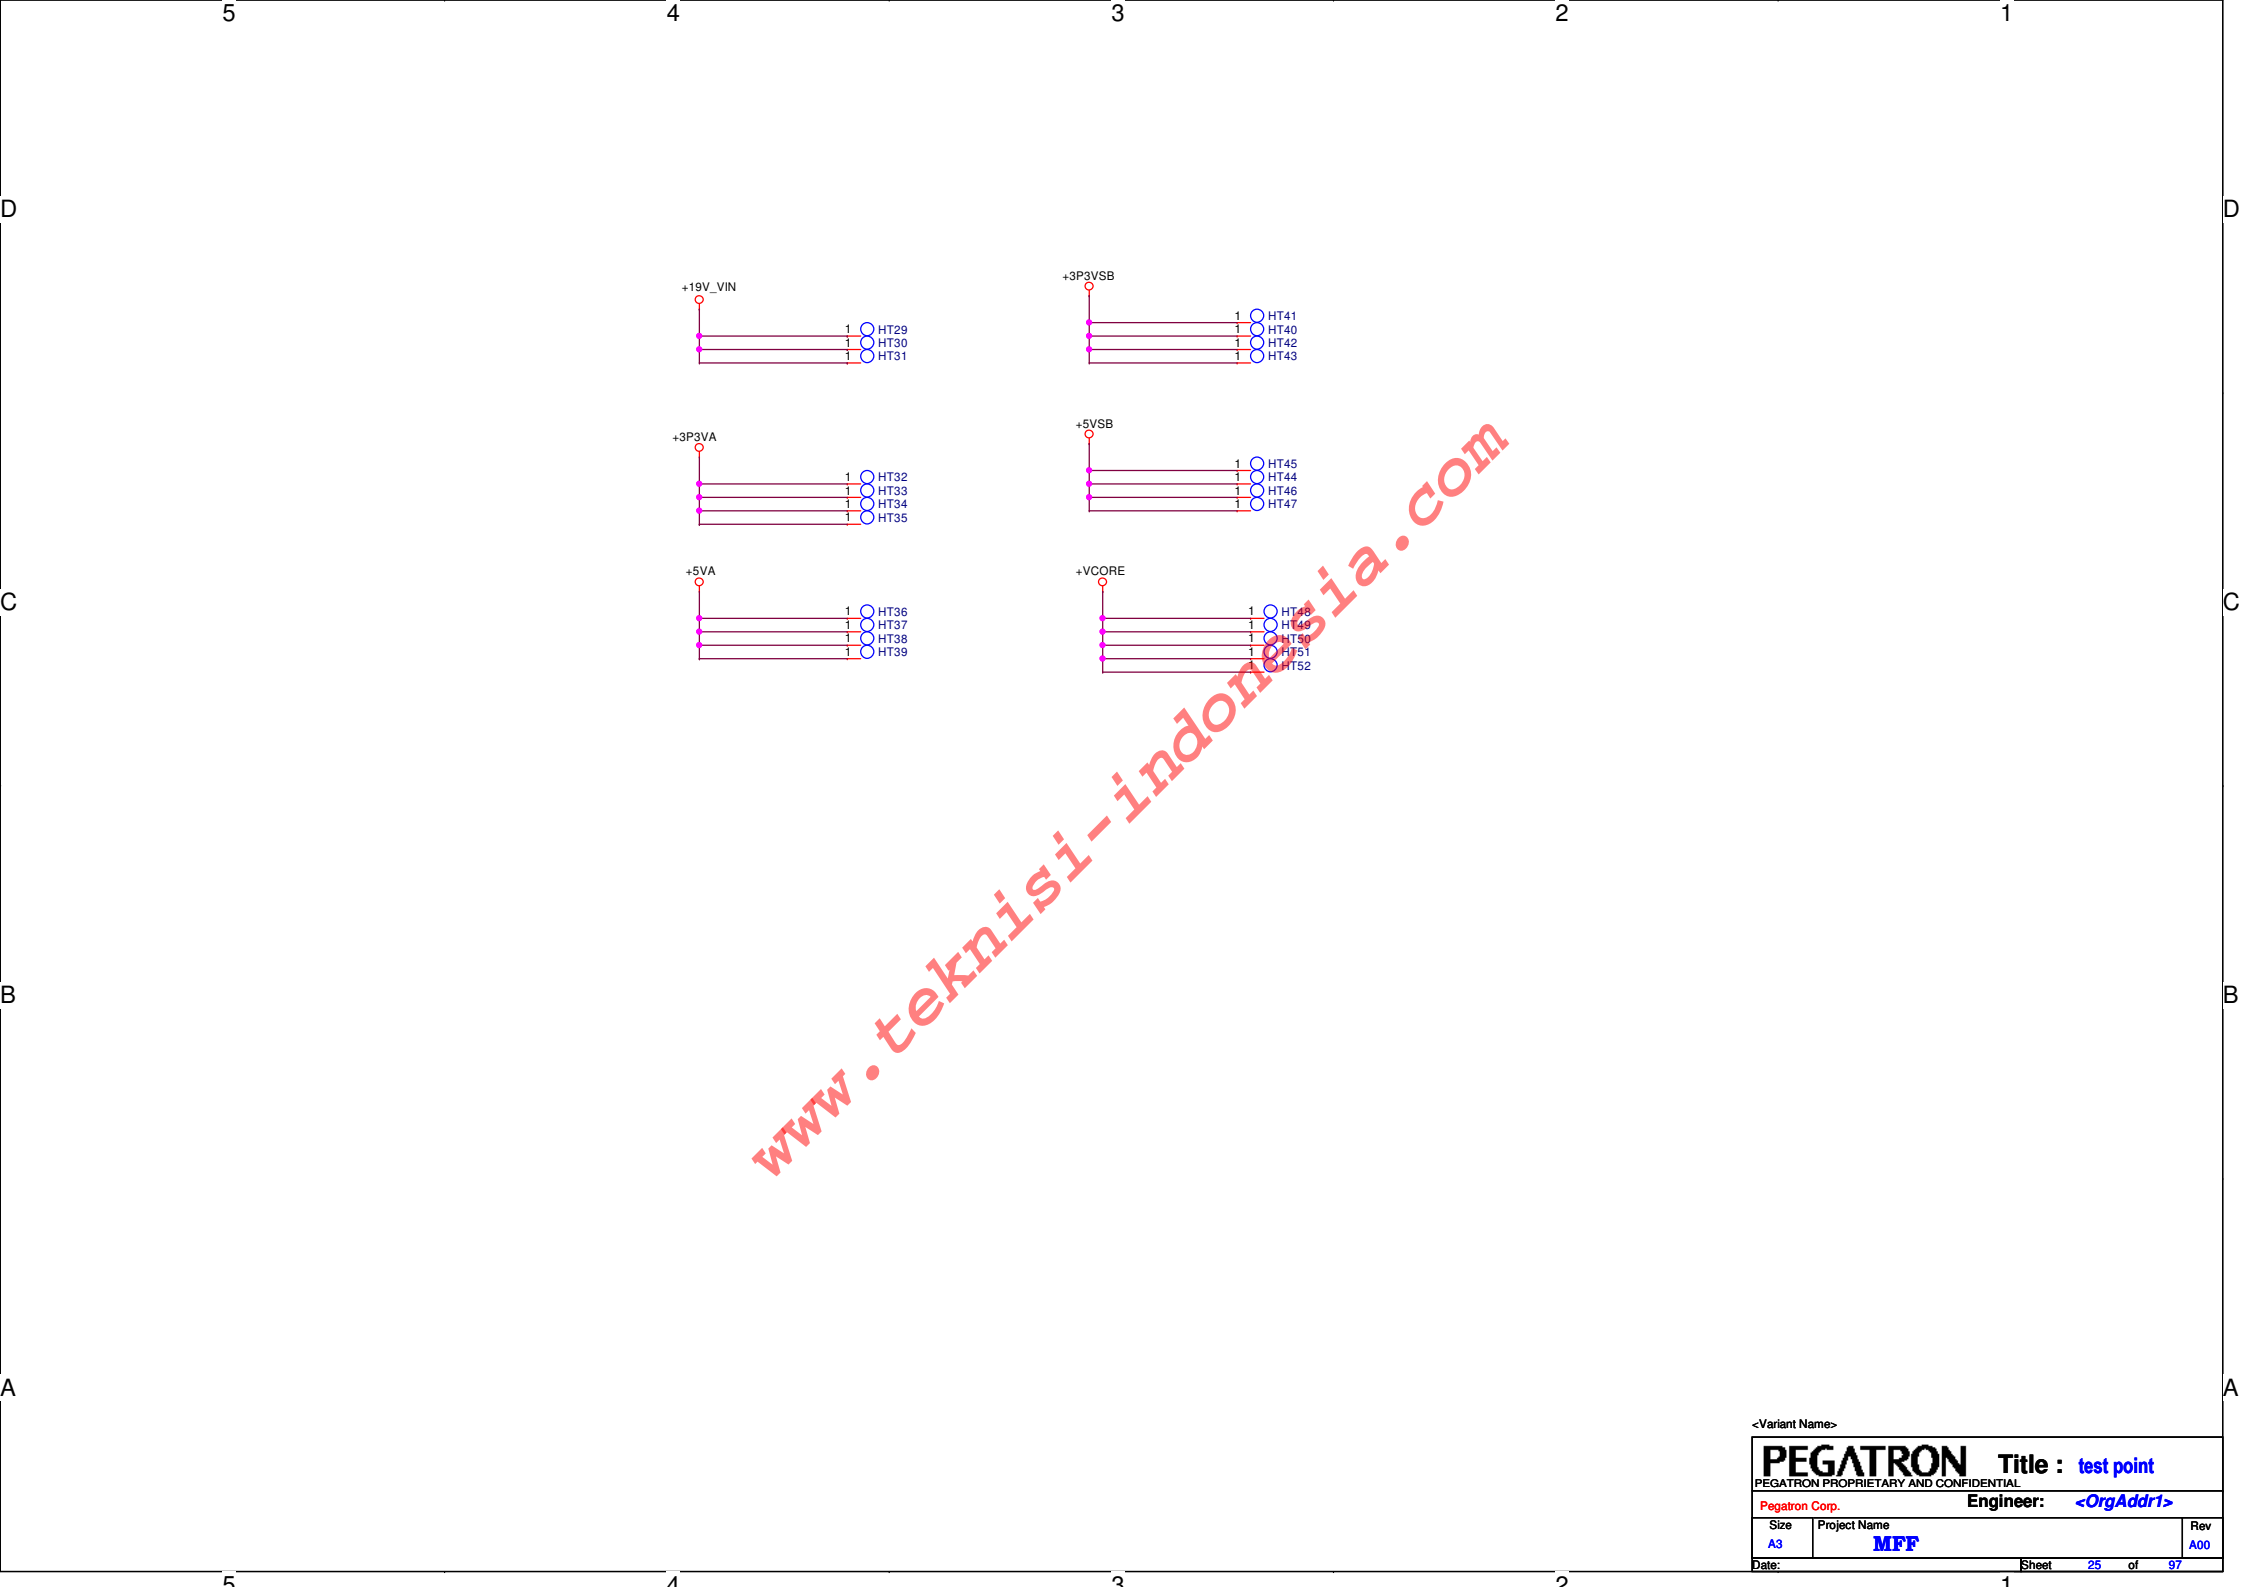 5 4 3 2 1
D D
+19V_VIN
1 HT29
1 HT30
1 HT31
+3P3VSB
1 HT41
1 HT40
1 HT42
1 HT43
+3P3VA
1 HT32
1 HT33
1 HT34
1 HT35
+5VSB
1 HT45
1 HT44
1 HT46
1 HT47
C C
+5VA
1 HT36
1 HT37
1 HT38
1 HT39
+VCORE
1 HT48
1 HT49
1 HT50
1 HT51
1 HT52
www.teknisi-indonesia.com
B B
A A
<Variant Name>
PEGATRON Title : test point
PEGATRON PROPRIETARY AND CONFIDENTIAL
Pegatron Corp. Engineer: <OrgAddr1>
Size Project Name Rev
A3 MFF A00
Date: Sheet 25 of 97
5 4 3 2 1